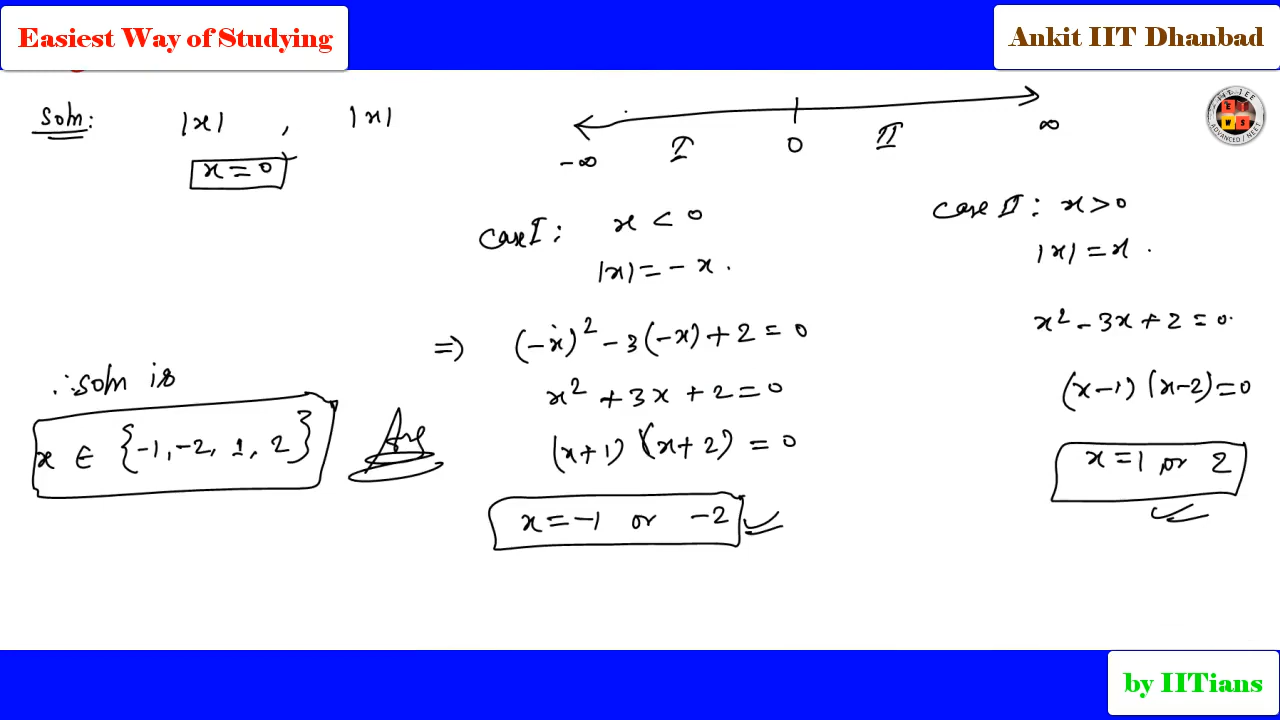 Easiest Way of Studying
Ankit IIT Dhanbad
Soln:
|x| , |x|
x = 0
-∞ I 0 II ∞
Case I: x < 0
|x| = - x .
⇒ (-x)² - 3(-x) + 2 = 0
x² + 3x + 2 = 0
(x+1) (x+2) = 0
x = -1 or -2
Case II: x > 0
|x| = x .
x² - 3x + 2 = 0.
(x-1) (x-2) = 0
x = 1 or 2
∴ soln is
x ∈ {-1, -2, 1, 2}
Ans
E I
W S
ADVANCED / NEET
by IITians